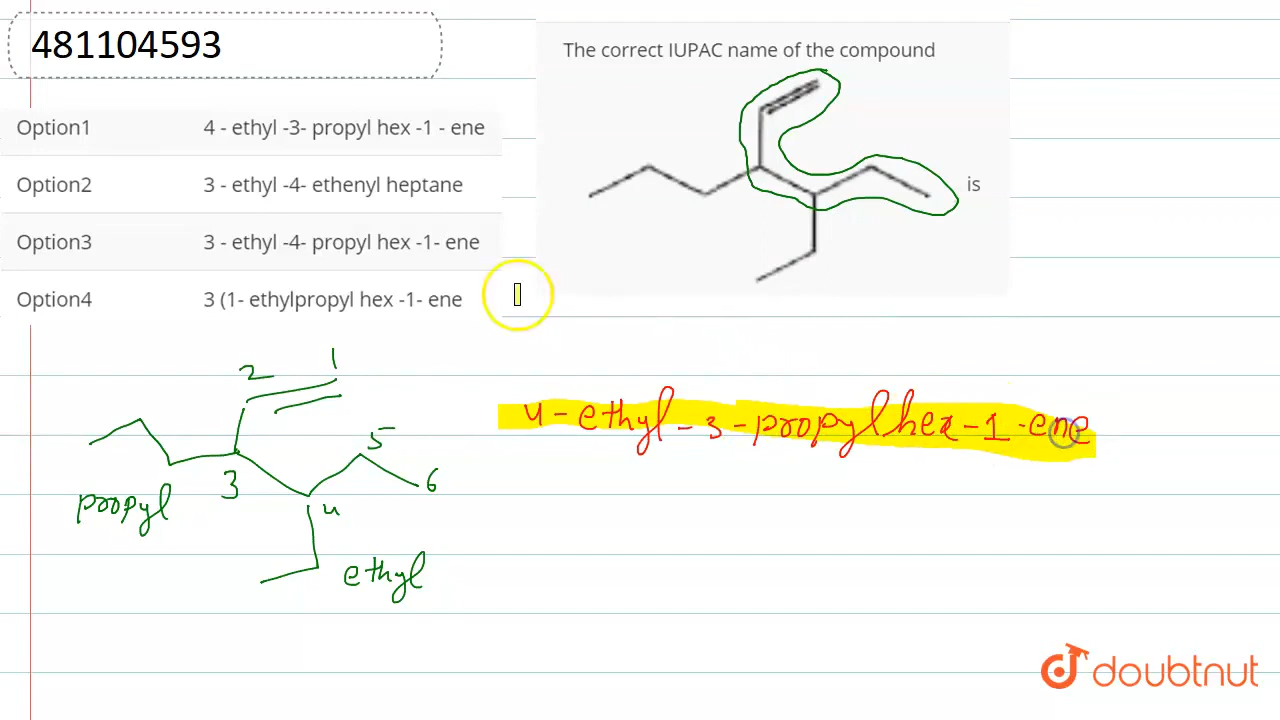 481104593
The correct IUPAC name of the compound
is
Option1 4 - ethyl -3- propyl hex -1 - ene
Option2 3 - ethyl -4- ethenyl heptane
Option3 3 - ethyl -4- propyl hex -1- ene
Option4 3 (1- ethylpropyl hex -1- ene
1
2
3
4
5
6
propyl
ethyl
4-ethyl-3-propylhex-1-ene
doubtnut